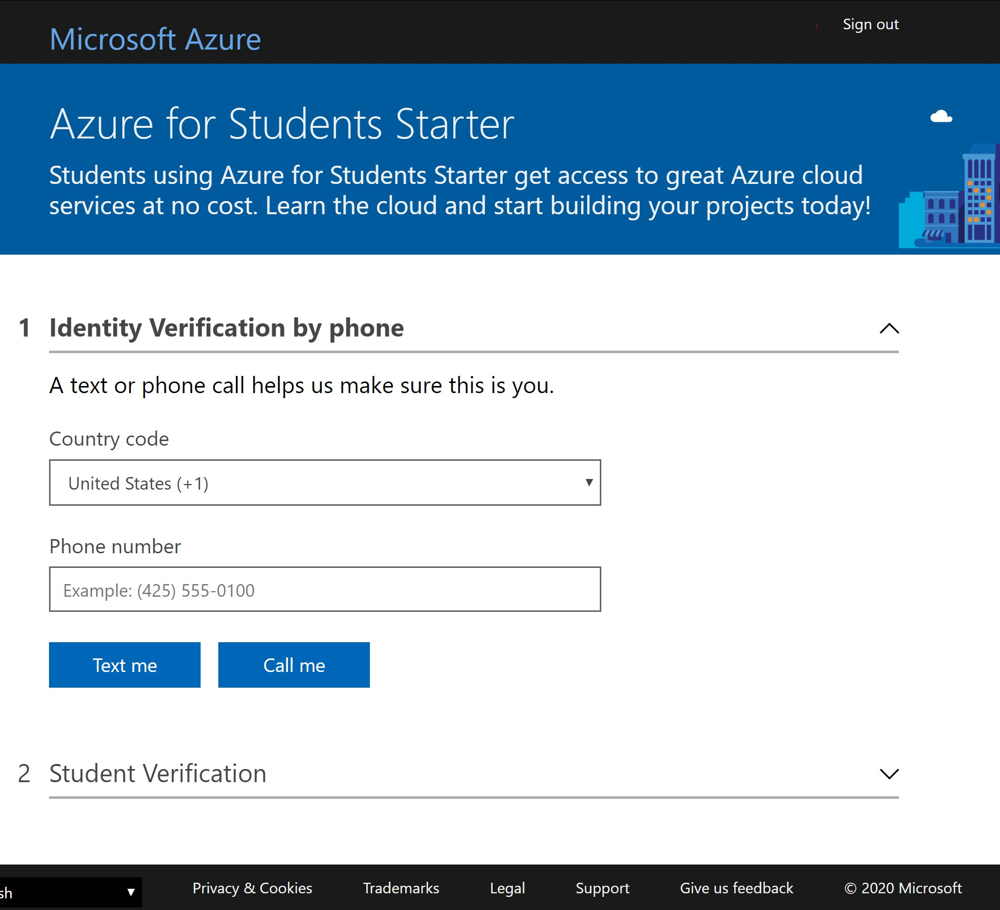 Microsoft Azure
Sign out
Azure for Students Starter
Students using Azure for Students Starter get access to great Azure cloud
services at no cost. Learn the cloud and start building your projects today!
1 Identity Verification by phone
A text or phone call helps us make sure this is you.
Country code
United States (+1)
Phone number
Example: (425) 555-0100
Text me Call me
2 Student Verification
sh Privacy & Cookies Trademarks Legal Support Give us feedback © 2020 Microsoft